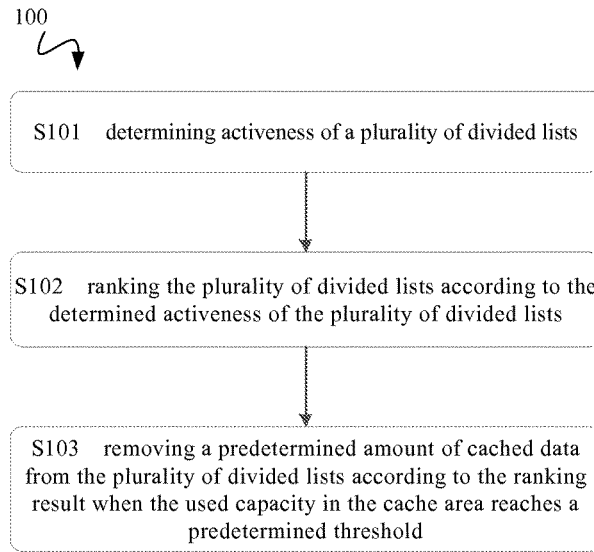 100
S101 determining activeness of a plurality of divided lists
S102 ranking the plurality of divided lists according to the
determined activeness of the plurality of divided lists
S103 removing a predetermined amount of cached data
from the plurality of divided lists according to the ranking
result when the used capacity in the cache area reaches a
predetermined threshold